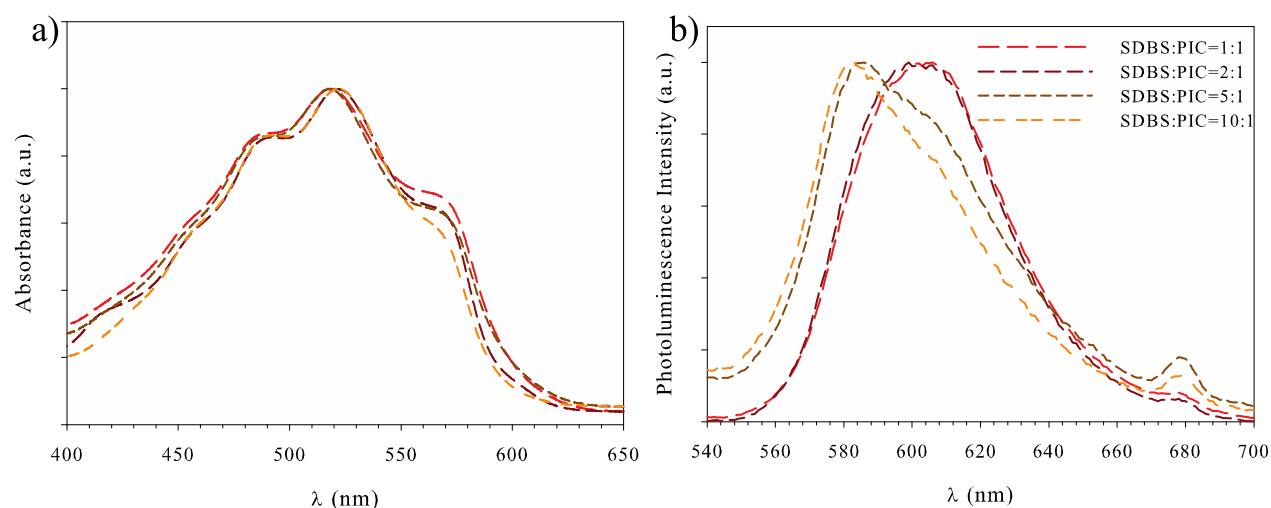 a)
Absorbance (a.u.)
400 450 500 550 600 650
λ (nm)
b)
Photoluminescence Intensity (a.u.)
SDBS:PIC=1:1
SDBS:PIC=2:1
SDBS:PIC=5:1
SDBS:PIC=10:1
540 560 580 600 620 640 660 680 700
λ (nm)